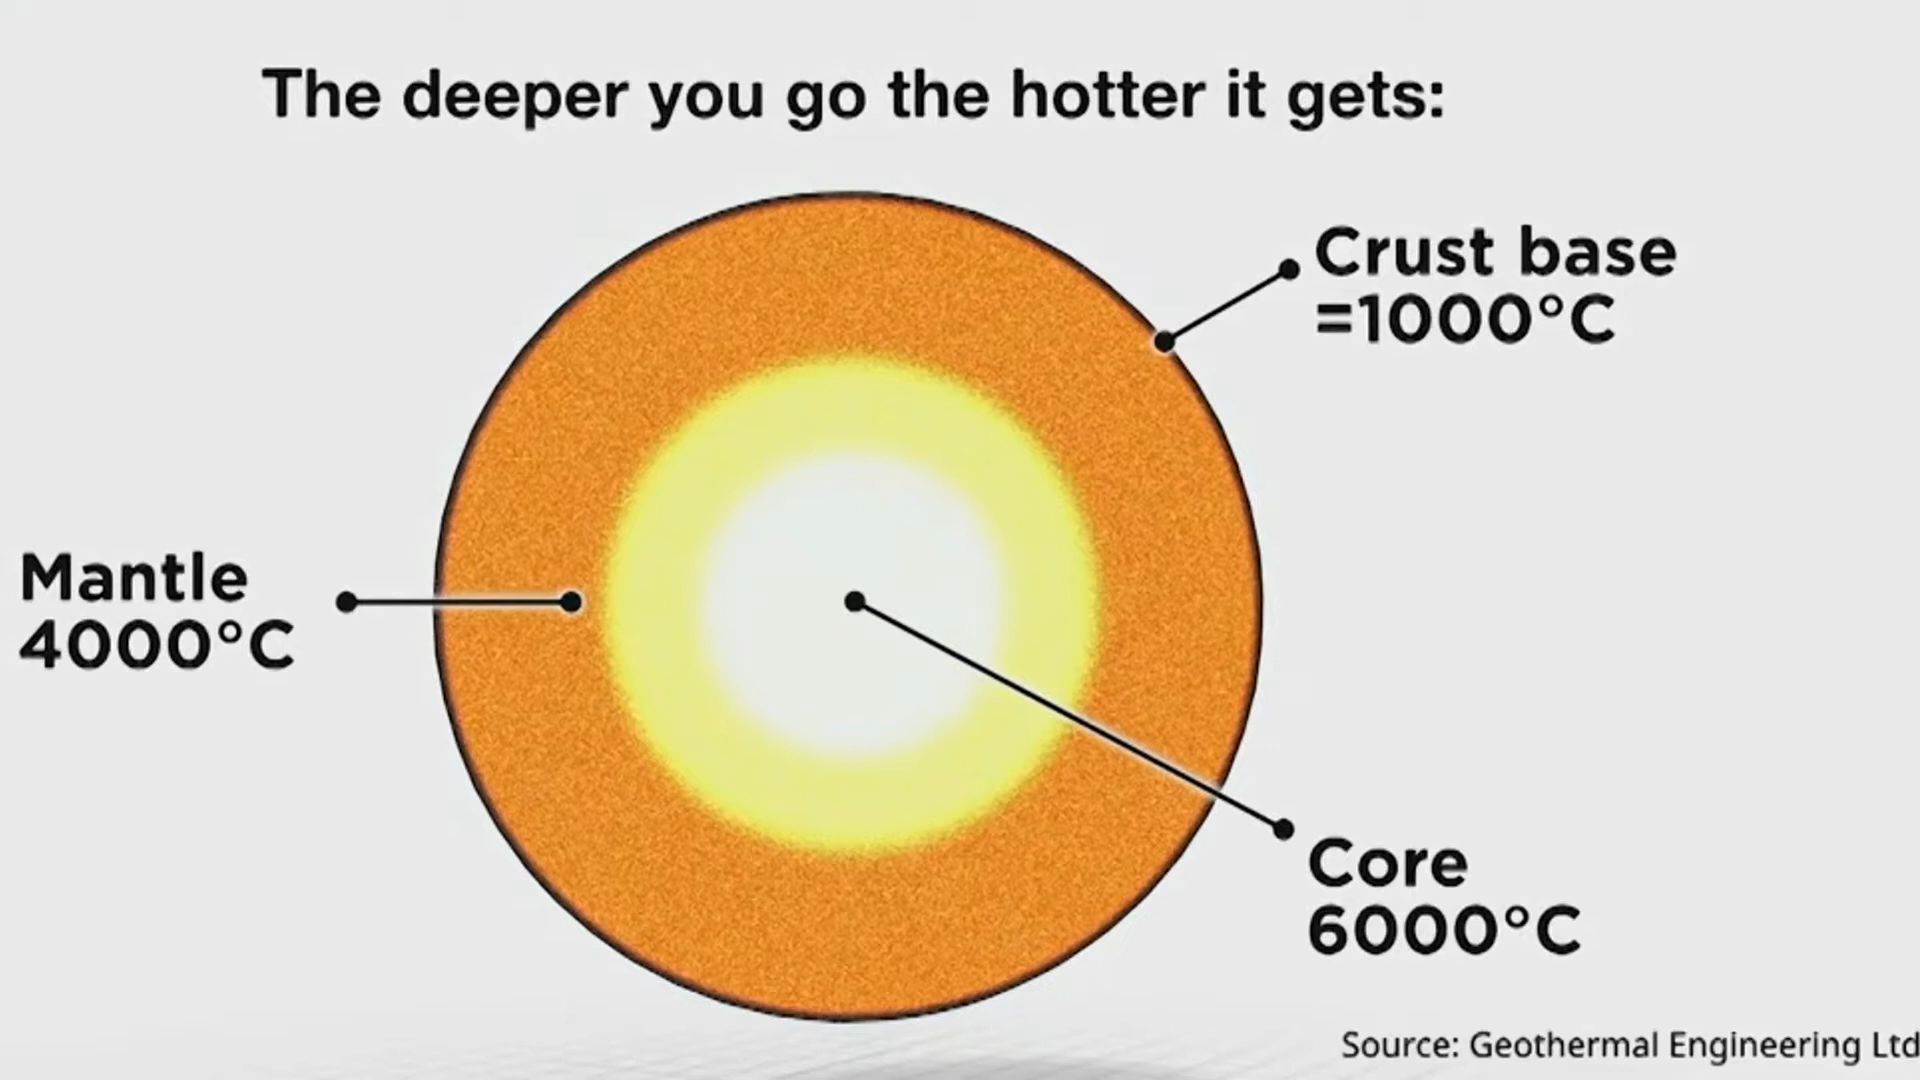 The deeper you go the hotter it gets:
Crust base
=1000°C
Mantle
4000°C
Core
6000°C
Source: Geothermal Engineering Ltd